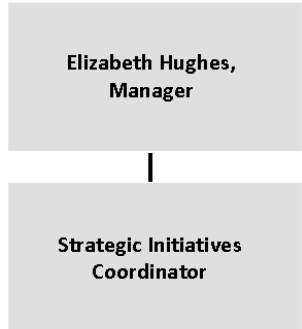 Elizabeth Hughes,
Manager
Strategic Initiatives
Coordinator